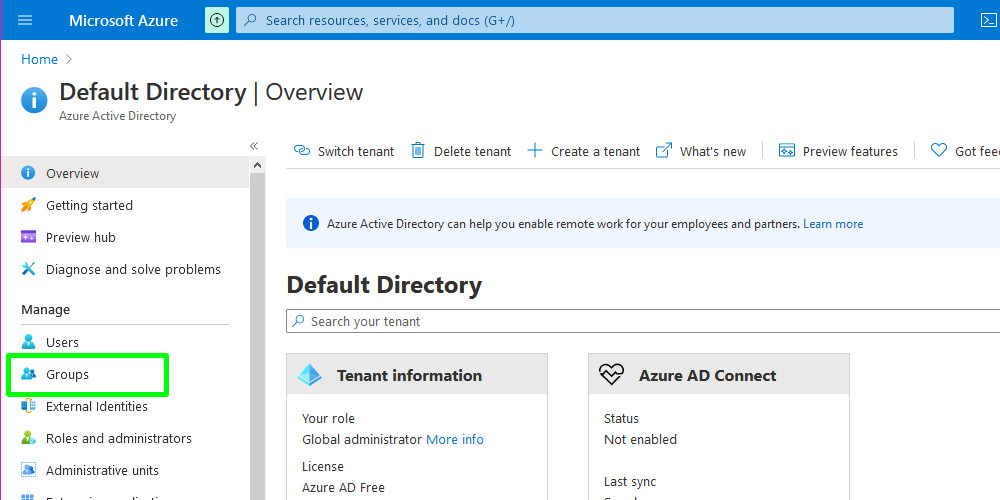 Microsoft Azure
Search resources, services, and docs (G+/)
Home
Default Directory | Overview
Azure Active Directory
Switch tenant
Delete tenant
Create a tenant
What's new
Preview features
Got fee
Overview
Getting started
Preview hub
Diagnose and solve problems
Manage
Users
Groups
External Identities
Roles and administrators
Administrative units
Azure Active Directory can help you enable remote work for your employees and partners. Learn more
Default Directory
Search your tenant
Tenant information
Your role
Global administrator More info
License
Azure AD Free
Azure AD Connect
Status
Not enabled
Last sync